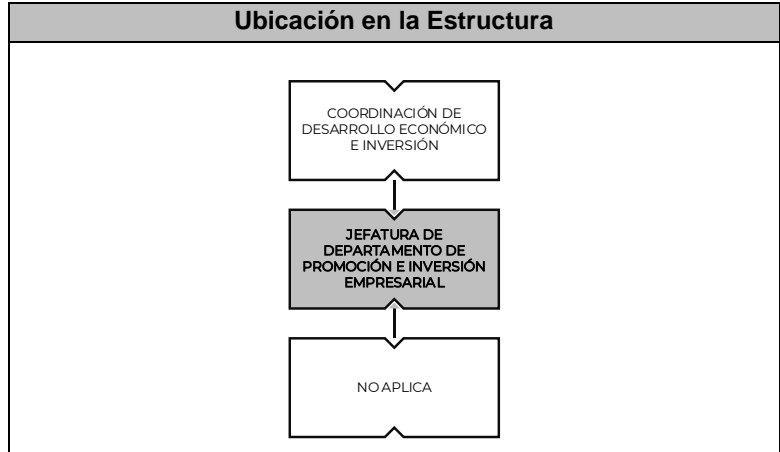 Ubicación en la Estructura
COORDINACIÓN DE
DESARROLLO ECONÓMICO
E INVERSIÓN
JEFATURA DE
DEPARTAMENTO DE
PROMOCIÓN E INVERSIÓN
EMPRESARIAL
NO APLICA